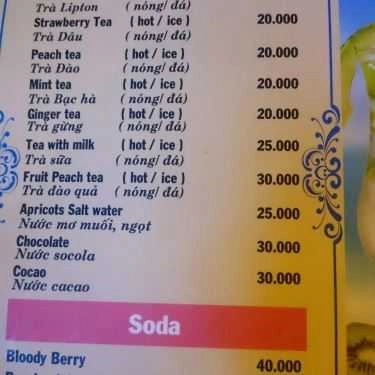 Trà Lipton ( nóng/ đá)
Strawberry Tea ( hot / ice ) 20.000
Trà Dâu ( nóng/ đá)
Peach tea ( hot / ice ) 20.000
Trà Đào ( nóng/ đá)
Mint tea ( hot / ice ) 20.000
Trà Bạc hà ( nóng/ đá)
Ginger tea ( hot / ice ) 20.000
Trà gừng ( nóng/ đá)
Tea with milk ( hot / ice ) 25.000
Trà sữa ( nóng/ đá)
Fruit Peach tea ( hot / ice ) 30.000
Trà đào quả ( nóng/ đá)
Apricots Salt water 25.000
Nước mơ muối, ngọt
Chocolate 30.000
Nước socola
Cocao 30.000
Nước cacao
Soda
Bloody Berry 40.000